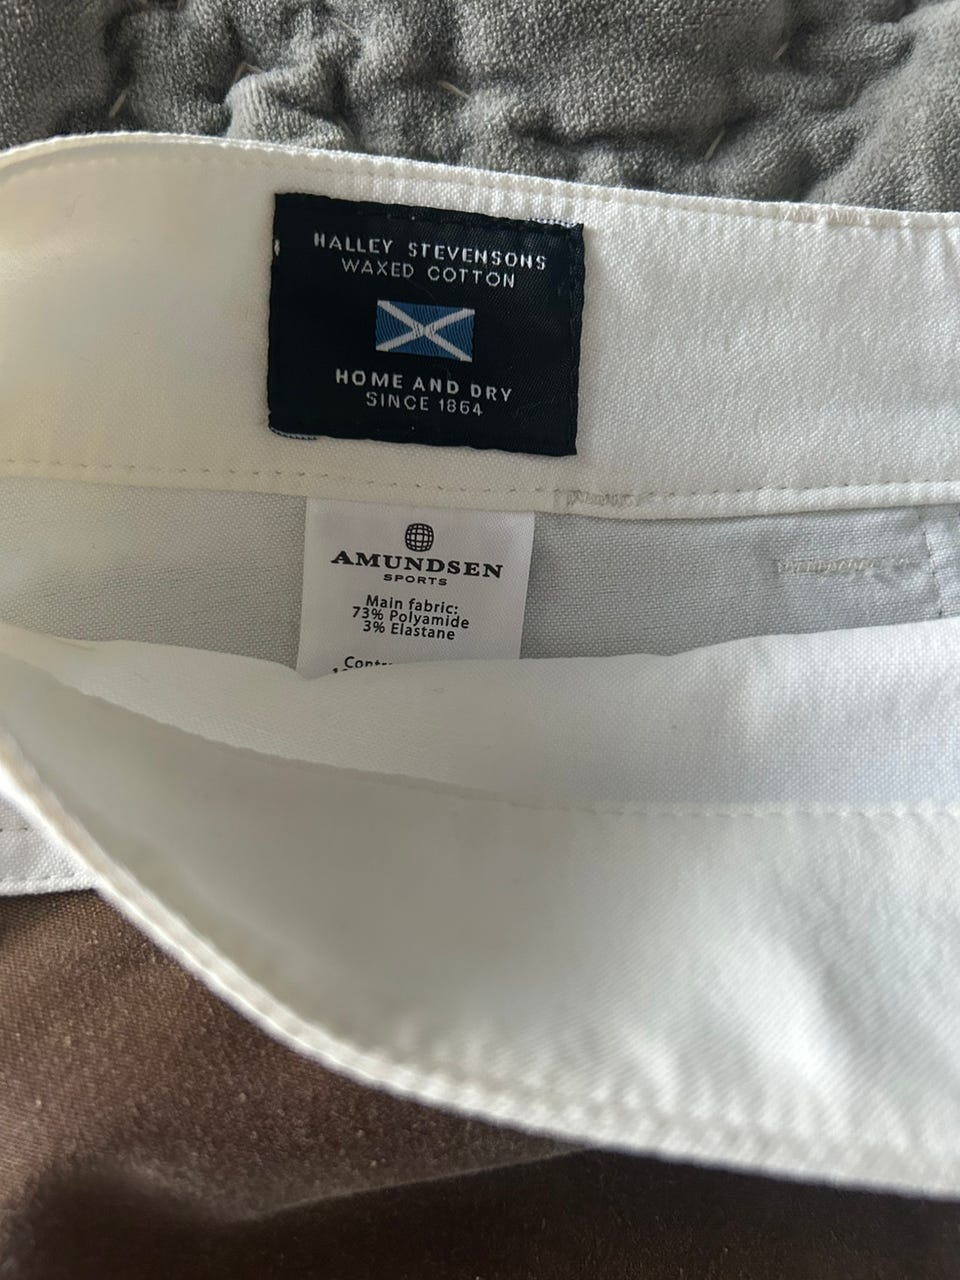 HALLEY STEVENSONS
WAXED COTTON
HOME AND DRY
SINCE 1864
AMUNDSEN
SPORTS
Main fabric:
73% Polyamide
3% Elastane